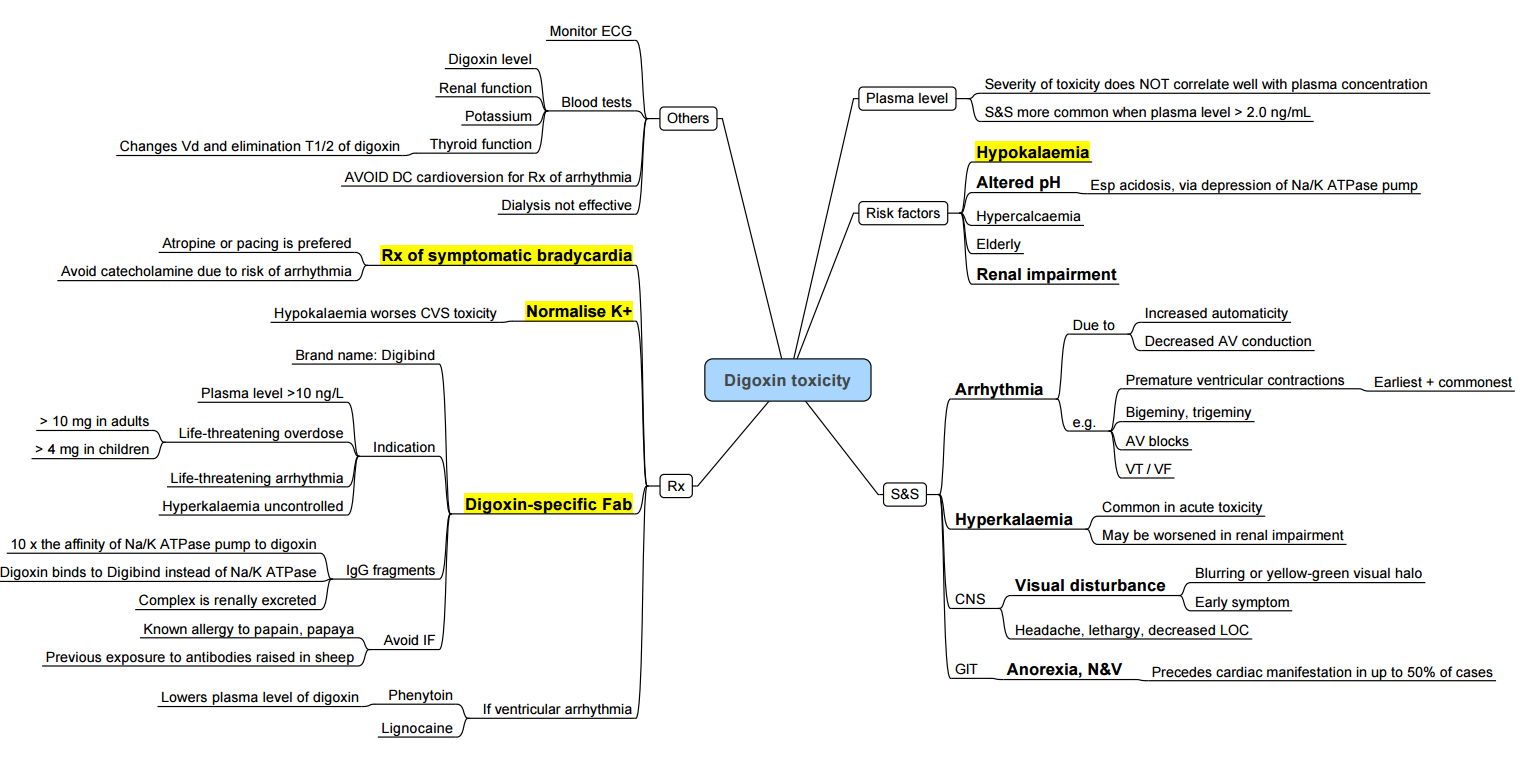 Digoxin toxicity
Plasma level
Severity of toxicity does NOT correlate well with plasma concentration
S&S more common when plasma level > 2.0 ng/mL
Risk factors
Hypokalaemia
Altered pH
Esp acidosis, via depression of Na/K ATPase pump
Hypercalcaemia
Elderly
Renal impairment
S&S
Arrhythmia
Due to
Increased automaticity
Decreased AV conduction
e.g.
Premature ventricular contractions
Earliest + commonest
Bigeminy, trigeminy
AV blocks
VT / VF
Hyperkalaemia
Common in acute toxicity
May be worsened in renal impairment
CNS
Visual disturbance
Blurring or yellow-green visual halo
Early symptom
Headache, lethargy, decreased LOC
GIT
Anorexia, N&V
Precedes cardiac manifestation in up to 50% of cases
Others
Monitor ECG
Blood tests
Digoxin level
Renal function
Potassium
Thyroid function
Changes Vd and elimination T1/2 of digoxin
AVOID DC cardioversion for Rx of arrhythmia
Dialysis not effective
Rx
Rx of symptomatic bradycardia
Atropine or pacing is prefered
Avoid catecholamine due to risk of arrhythmia
Normalise K+
Hypokalaemia worses CVS toxicity
Digoxin-specific Fab
Brand name: Digibind
Indication
Plasma level >10 ng/L
Life-threatening overdose
> 10 mg in adults
> 4 mg in children
Life-threatening arrhythmia
Hyperkalaemia uncontrolled
IgG fragments
10 x the affinity of Na/K ATPase pump to digoxin
Digoxin binds to Digibind instead of Na/K ATPase
Complex is renally excreted
Avoid IF
Known allergy to papain, papaya
Previous exposure to antibodies raised in sheep
If ventricular arrhythmia
Phenytoin
Lowers plasma level of digoxin
Lignocaine